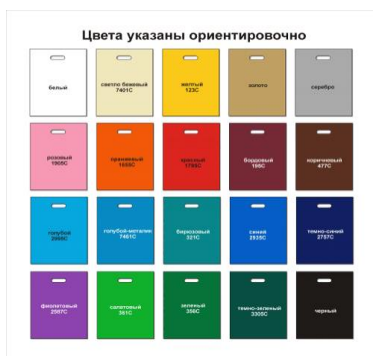 Цвета указаны ориентировочно
белый
светло бежевый
7401C
желтый
123C
золото
серебро
розовый
1905C
оранжевый
1655C
красный
1795C
бордовый
195C
коричневый
477C
голубой
2995C
голубой-металик
7461C
бирюзовый
321C
синий
2935C
темно-синий
2757C
фиолетовый
2587C
салатовый
361C
зеленый
356C
темно-зеленый
3305C
черный